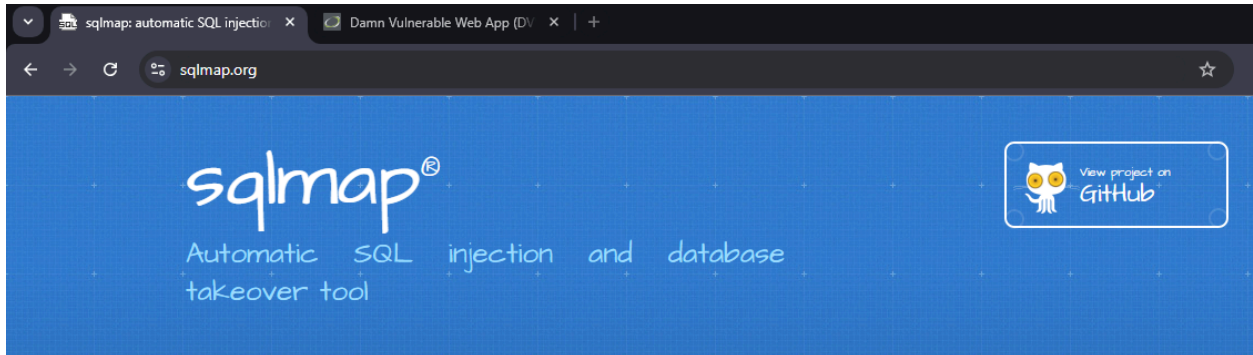 sqlmap: automatic SQL injection
Damn Vulnerable Web App (DV
sqlmap.org
sqlmap®
View project on
GitHub
Automatic SQL injection and database
takeover tool